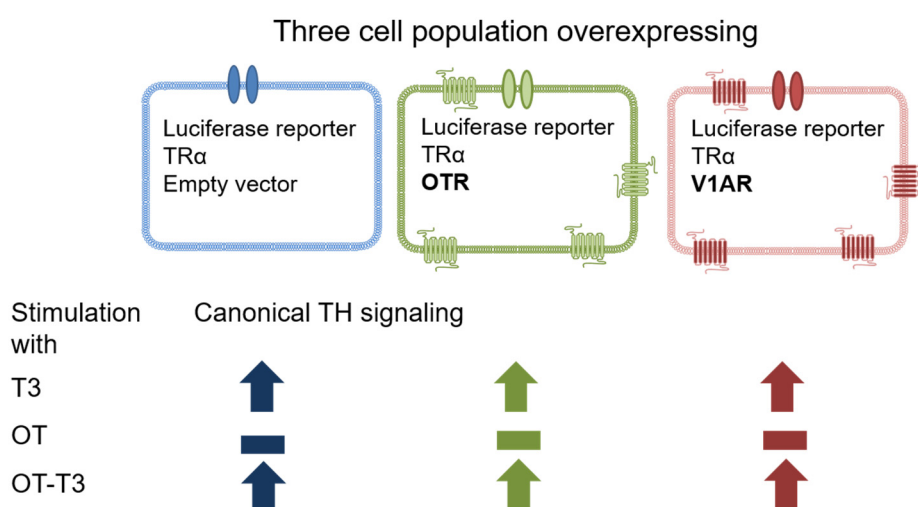 Three cell population overexpressing
Luciferase reporter
TRα
Empty vector
Luciferase reporter
TRα
OTR
Luciferase reporter
TRα
V1AR
Stimulation
with
Canonical TH signaling
T3
OT
OT-T3